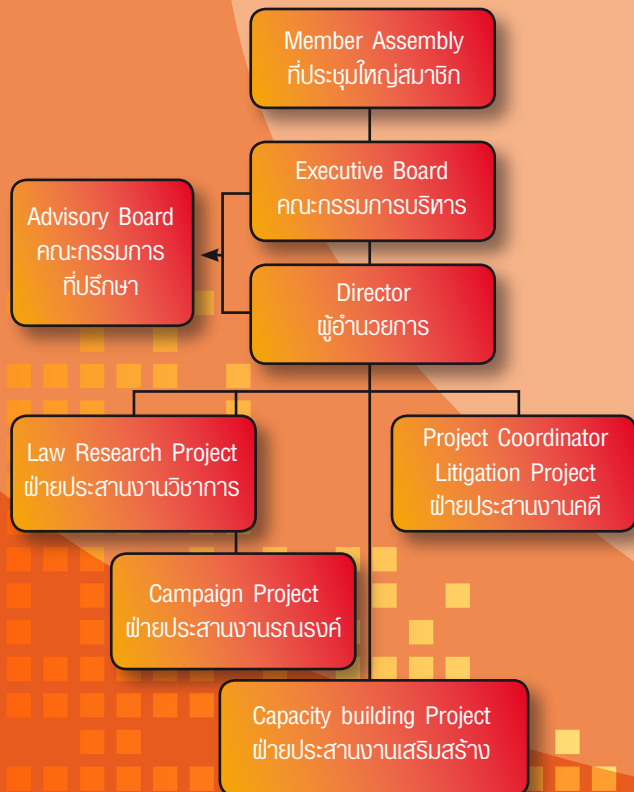 Member Assembly
ที่ประชุมใหญ่สมาชิก
Executive Board
คณะกรรมการบริหาร
Advisory Board
คณะกรรมการ
ที่ปรึกษา
Director
ผู้อำนวยการ
Law Research Project
ฝ่ายประสานงานวิชาการ
Project Coordinator
Litigation Project
ฝ่ายประสานงานคดี
Campaign Project
ฝ่ายประสานงานรณรงค์
Capacity building Project
ฝ่ายประสานงานเสริมสร้าง